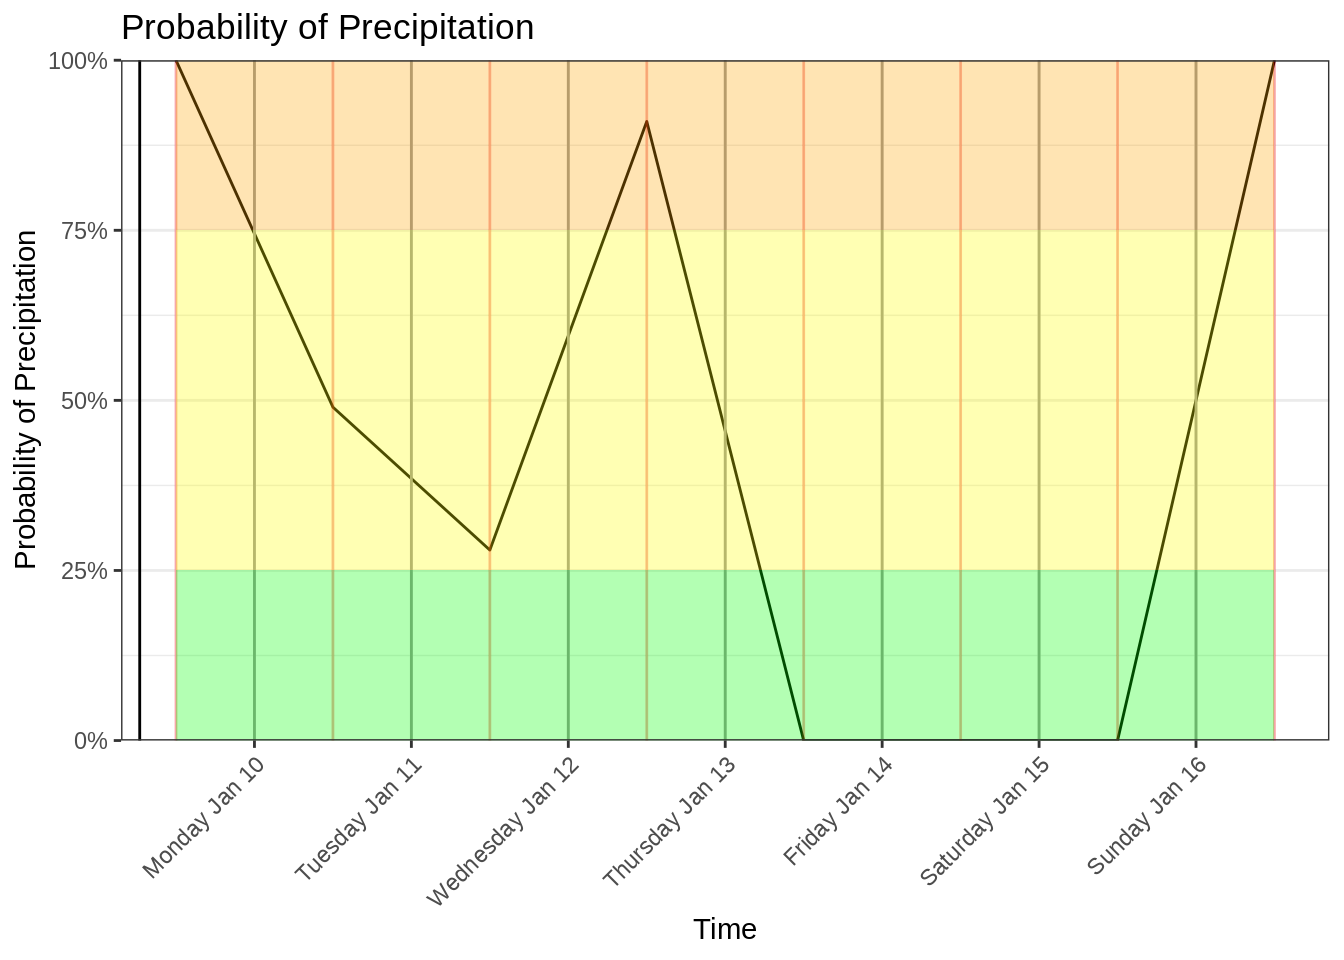 Probability of Precipitation
Probability of Precipitation
100%
75%
50%
25%
0%
Monday Jan 10
Tuesday Jan 11
Wednesday Jan 12
Thursday Jan 13
Friday Jan 14
Saturday Jan 15
Sunday Jan 16
Time